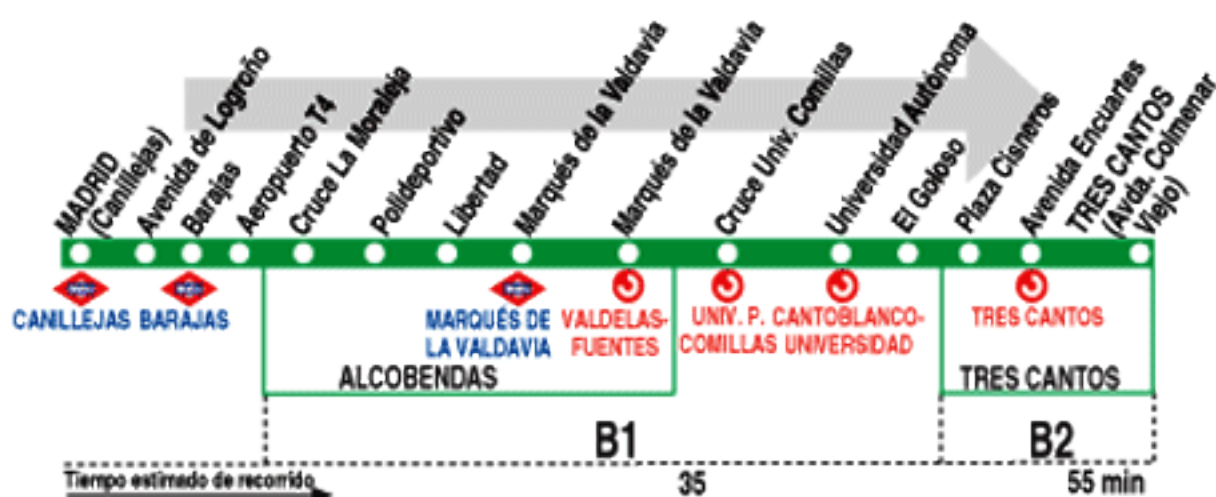 MADRID
(Canillejas)
Avenida de Logroño
Barajas
Aeropuerto T4
Cruce La Moraleja
Polideportivo
Libertad
Marqués de la Valdavia
Marqués de la Valdavia
Cruce Univ. Comillas
Universidad Autónoma
El Goloso
Plaza Cisneros
Avenida Encuartes
TRES CANTOS
(Avda. Colmenar
Viejo)
CANILLEJAS
BARAJAS
MARQUÉS DE
LA VALDAVIA
VALDELAS-
FUENTES
UNIV. P.
COMILLAS
CANTOBLANCO-
UNIVERSIDAD
TRES CANTOS
ALCOBENDAS
TRES CANTOS
B1
B2
Tiempo estimado de recorrido
35
55 min